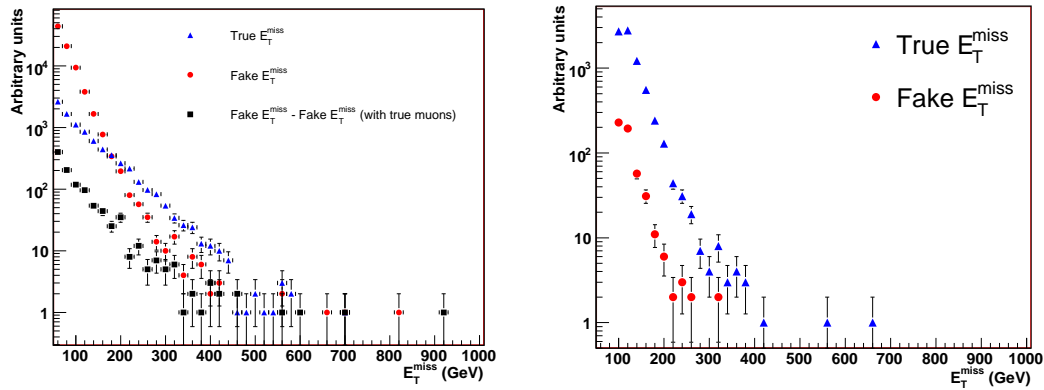 Arbitrary units
10^4
10^3
10^2
10
1
True E_T^miss
Fake E_T^miss
Fake E_T^miss - Fake E_T^miss (with true muons)
100 200 300 400 500 600 700 800 900 1000
E_T^miss (GeV)
Arbitrary units
10^3
10^2
10
1
True E_T^miss
Fake E_T^miss
100 200 300 400 500 600 700 800 900 1000
E_T^miss (GeV)